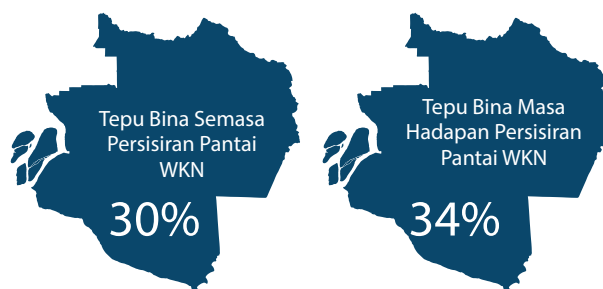 Tepu Bina Semasa
Persisiran Pantai
WKN
30%
Tepu Bina Masa
Hadapan Persisiran
Pantai WKN
34%